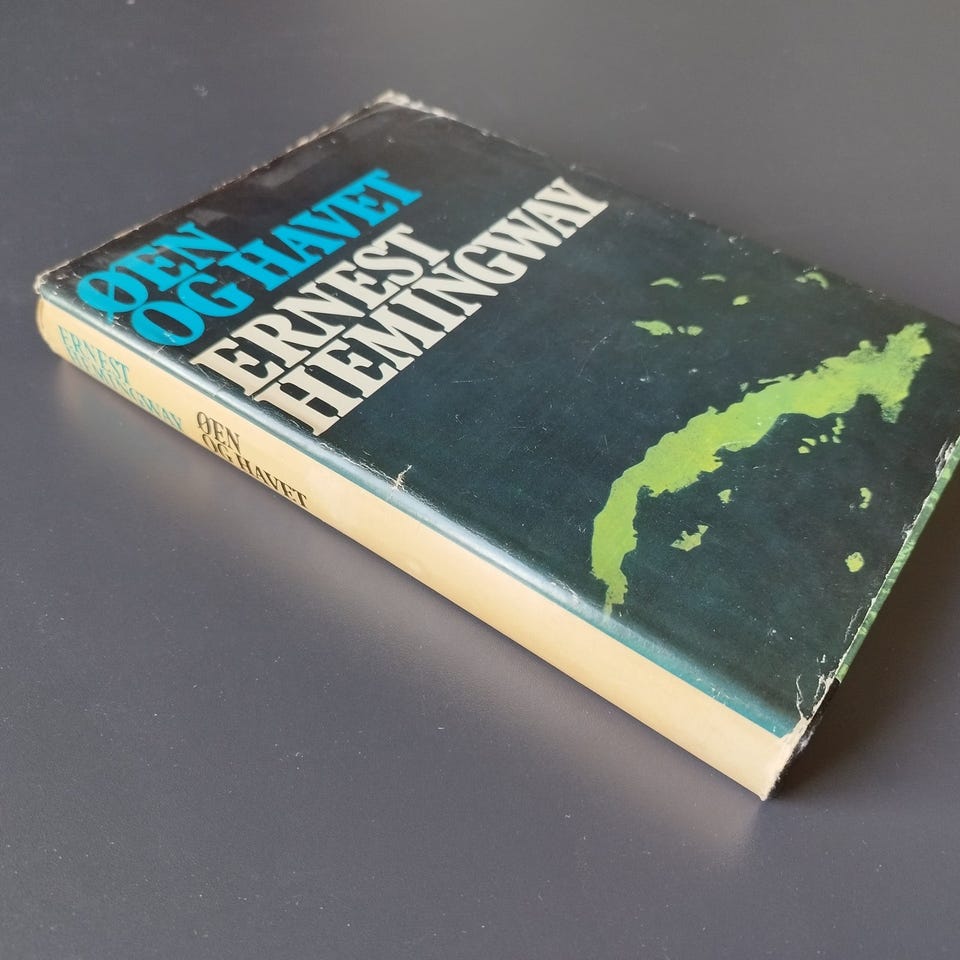 ØEN
OG HAVET
ERNEST
HEMINGWAY
ERNEST
HEMINGWAY
ØEN
OG HAVET